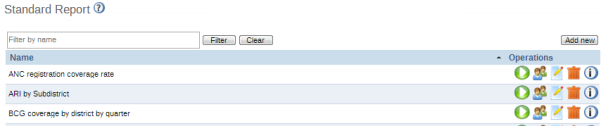 Standard Report
Filter by name Filter Clear Add new
Name Operations
ANC registration coverage rate
ARI by Subdistrict
BCG coverage by district by quarter